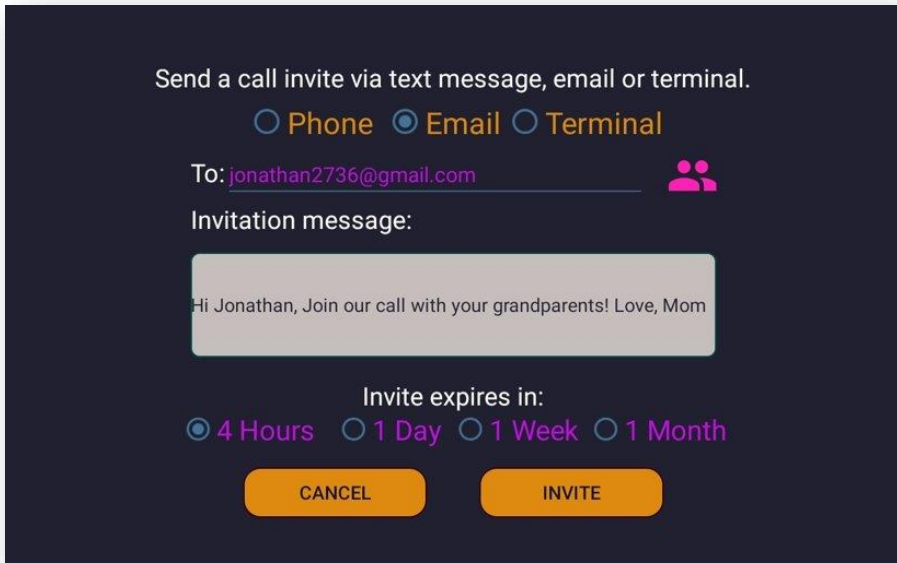 Send a call invite via text message, email or terminal.
Phone Email Terminal
To: jonathan2736@gmail.com
Invitation message:
Hi Jonathan, Join our call with your grandparents! Love, Mom
Invite expires in:
4 Hours 1 Day 1 Week 1 Month
CANCEL INVITE